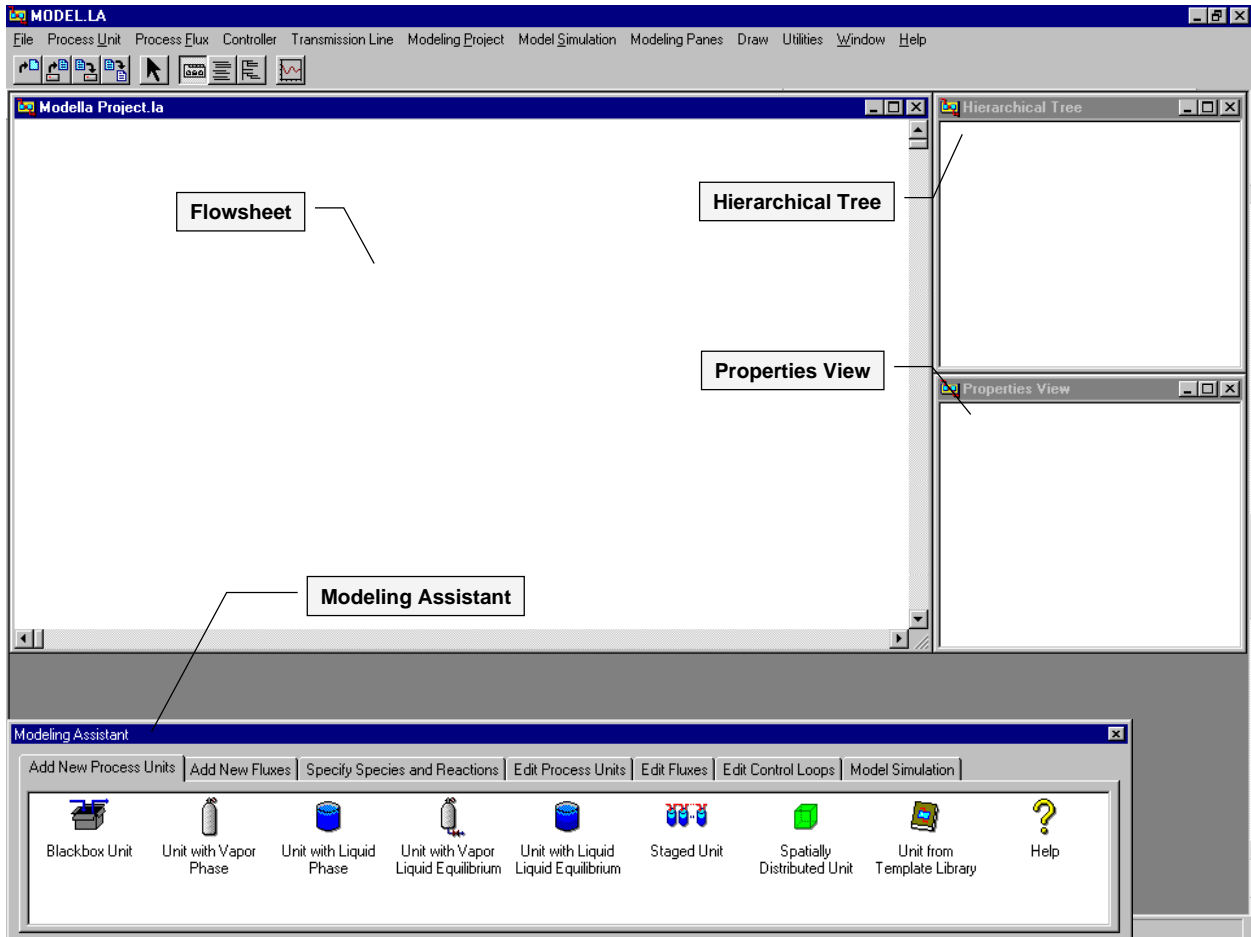 MODEL.LA
File Process Unit Process Flux Controller Transmission Line Modeling Project Model Simulation Modeling Panes Draw Utilities Window Help
Modella Project.la
Hierarchical Tree
Flowsheet
Hierarchical Tree
Properties View
Properties View
Modeling Assistant
Modeling Assistant
Add New Process Units Add New Fluxes Specify Species and Reactions Edit Process Units Edit Fluxes Edit Control Loops Model Simulation
Blackbox Unit
Unit with Vapor
Phase
Unit with Liquid
Phase
Unit with Vapor
Liquid Equilibrium
Unit with Liquid
Liquid Equilibrium
Staged Unit
Spatially
Distributed Unit
Unit from
Template Library
Help